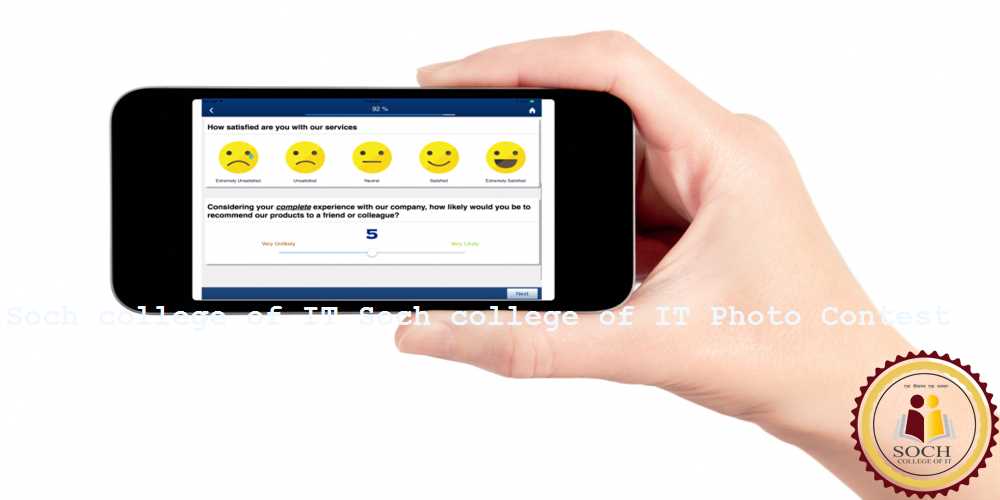 92 %
How satisfied are you with our services
Extremely Unsatisfied Unsatisfied Neutral Satisfied Extremely Satisfied
Considering your complete experience with our company, how likely would you be to
recommend our products to a friend or colleague?
5
Very Unlikely Very Likely
Next
Soch college of IT Soch college of IT Photo Contest
SOCH
COLLEGE OF IT